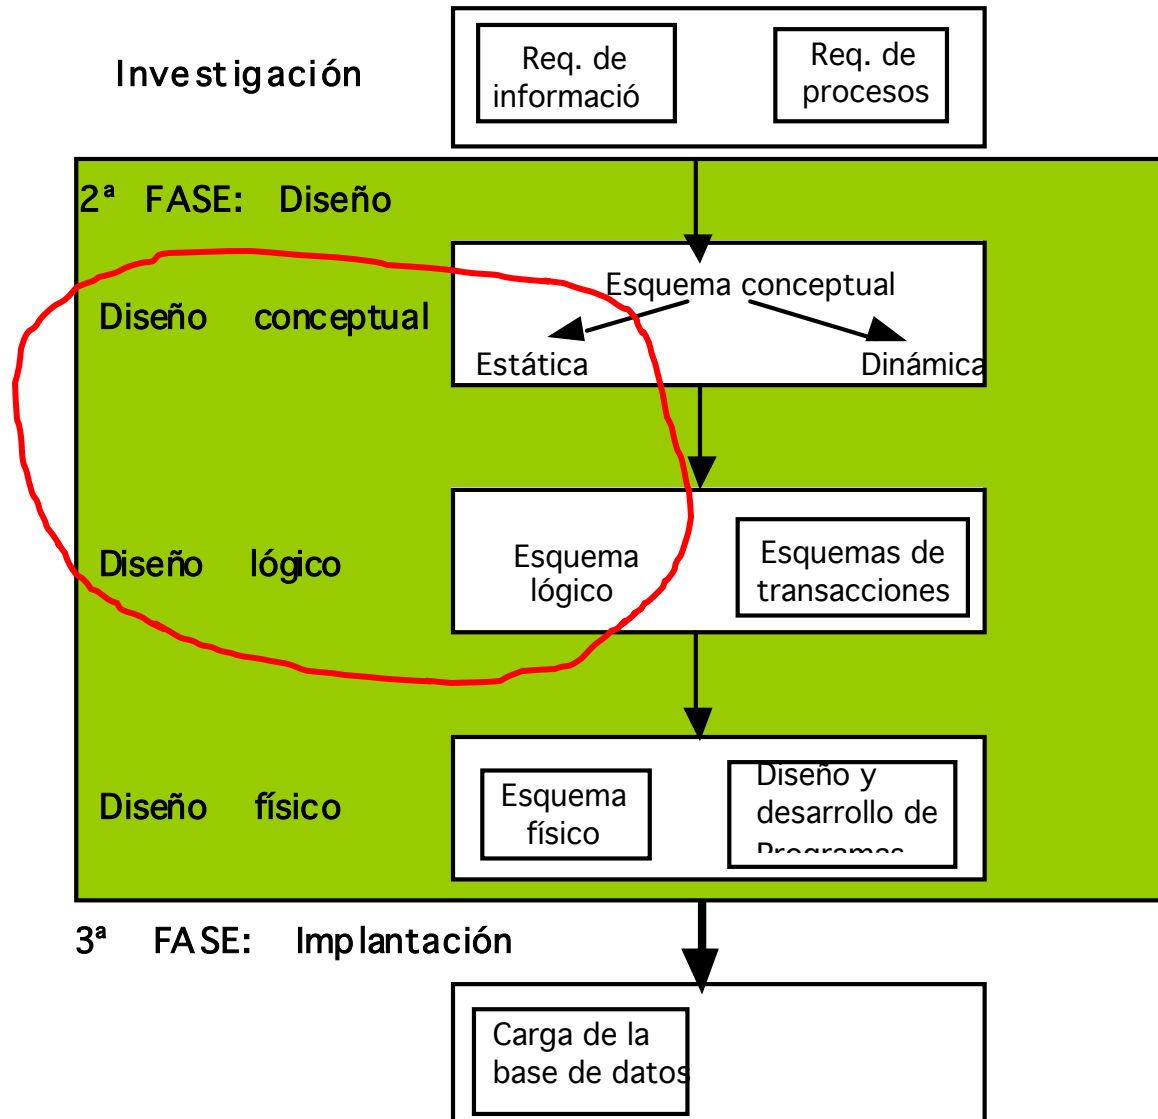 Investigación
Req. de
informació
Req. de
procesos
2ª FASE: Diseño
Diseño conceptual
Esquema conceptual
Estática
Dinámica
Diseño lógico
Esquema
lógico
Esquemas de
transacciones
Diseño físico
Esquema
físico
Diseño y
desarrollo de
Programas
3ª FASE: Implantación
Carga de la
base de datos